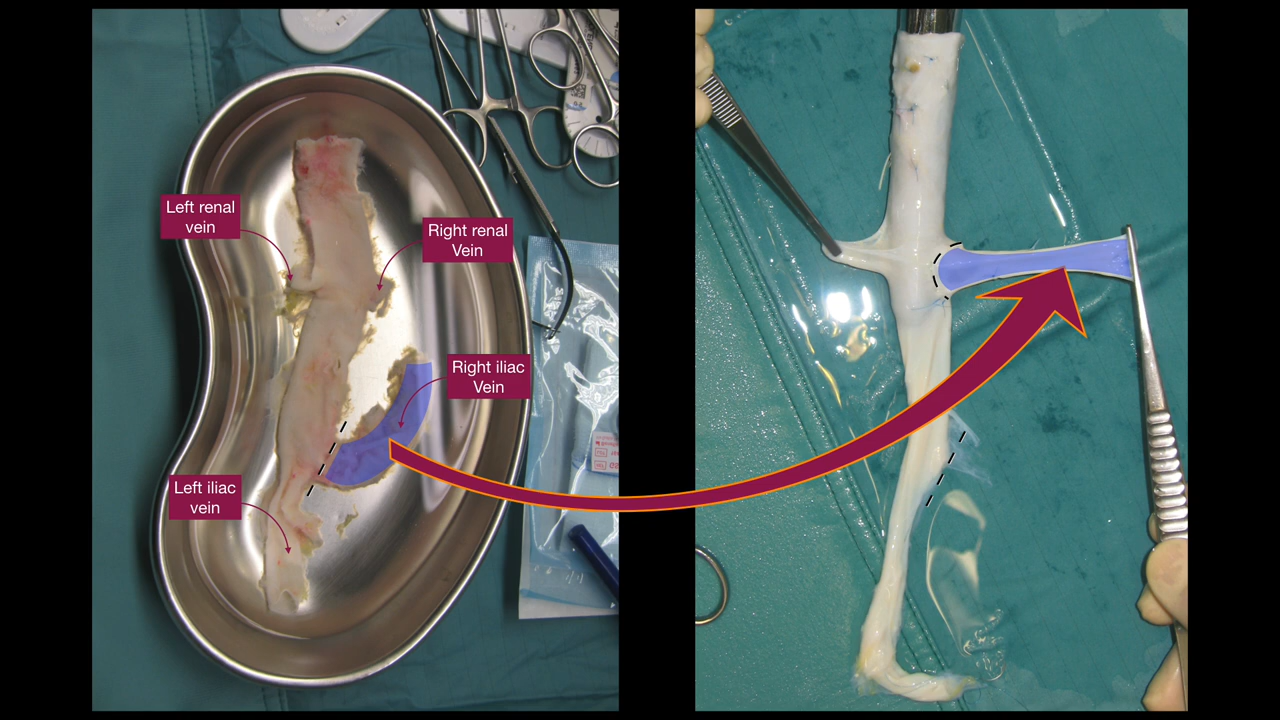 Left renal
vein
Right renal
Vein
Right iliac
Vein
Left iliac
vein